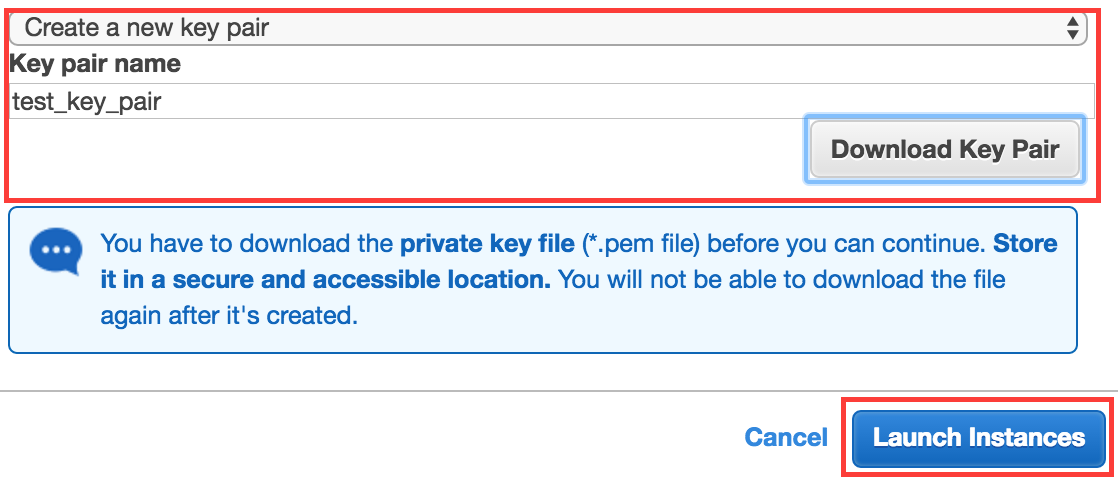 Create a new key pair
Key pair name
test_key_pair
Download Key Pair
You have to download the private key file (*.pem file) before you can continue. Store
it in a secure and accessible location. You will not be able to download the file
again after it's created.
Cancel
Launch Instances